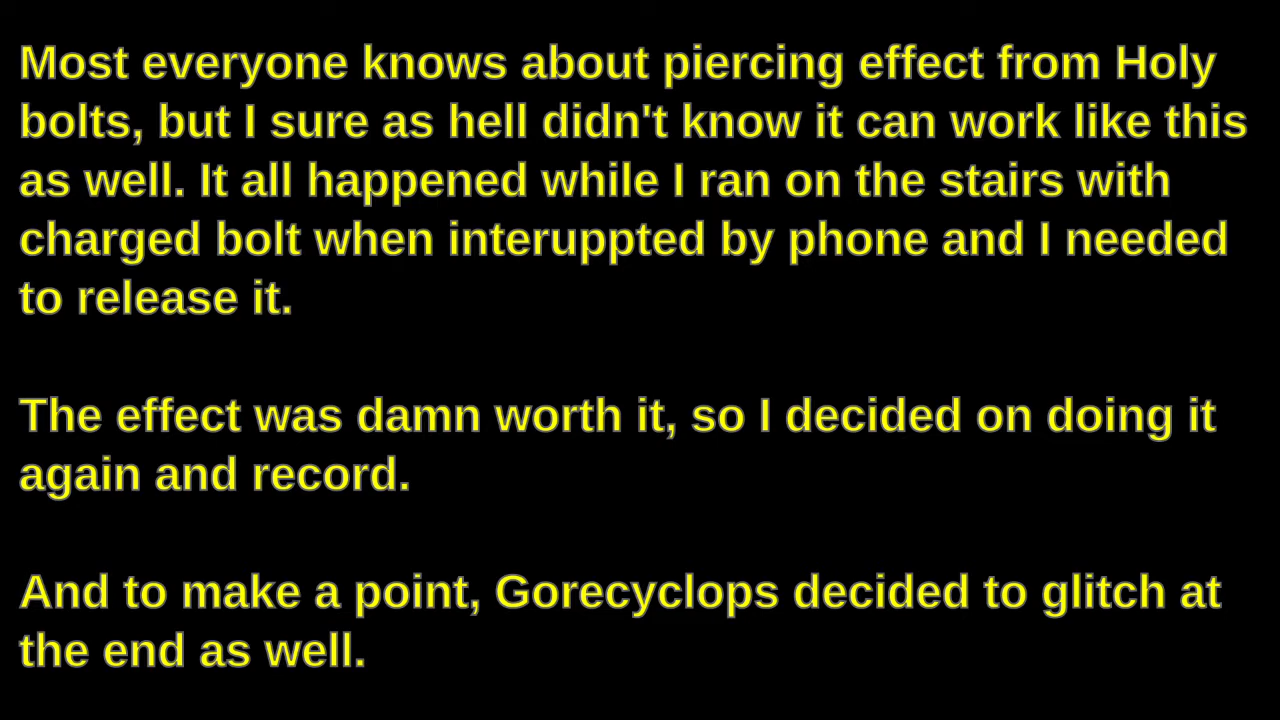 Most everyone knows about piercing effect from Holy
bolts, but I sure as hell didn't know it can work like this
as well. It all happened while I ran on the stairs with
charged bolt when interuppted by phone and I needed
to release it.
The effect was damn worth it, so I decided on doing it
again and record.
And to make a point, Gorecyclops decided to glitch at
the end as well.